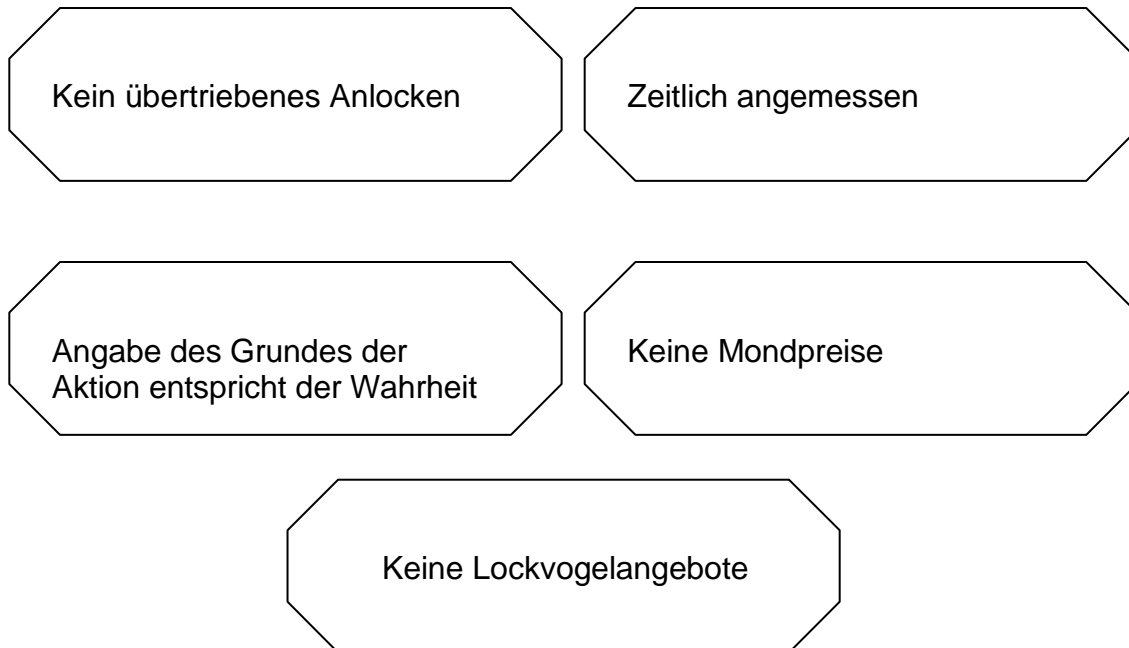 Kein übertriebenes Anlocken
Zeitlich angemessen
Angabe des Grundes der
Aktion entspricht der Wahrheit
Keine Mondpreise
Keine Lockvogelangebote